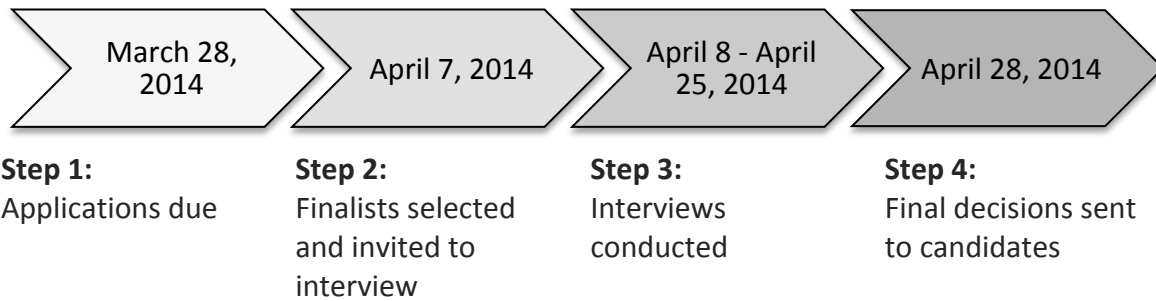 March 28,
2014
April 7, 2014
April 8 - April
25, 2014
April 28, 2014
Step 1:
Applications due
Step 2:
Finalists selected
and invited to
interview
Step 3:
Interviews
conducted
Step 4:
Final decisions sent
to candidates